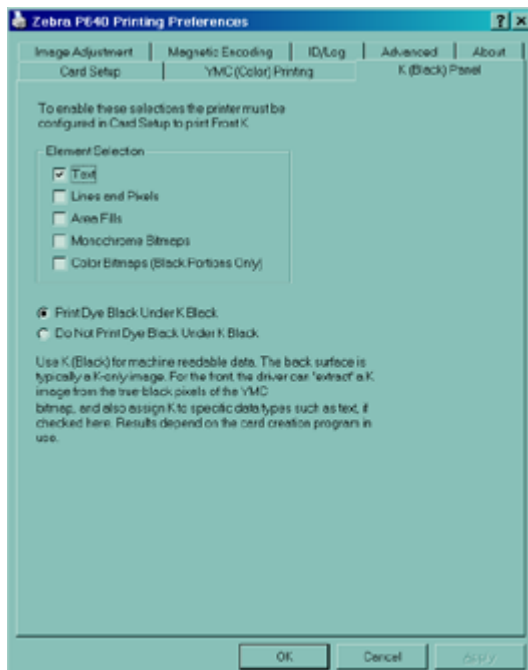 Zebra P640 Printing Preferences
Image Adjustment Magnetic Encoding ID/Log Advanced About
Card Setup YMC (Color) Printing K (Black) Panel
To enable these selections the printer must be
configured in Card Setup to print Front K
Element Selection
Text
Lines and Pixels
Area Fills
Monochrome Bitmaps
Color Bitmaps (Black Portions Only)
Print Dye Black Under K Black
Do Not Print Dye Black Under K Black
Use K (Black) for machine readable data. The back surface is
typically a K-only image. For the front, the driver can "extract" a K
image from the true-black pixels of the YMC
bitmap, and also assign K to specific data types such as text, if
checked here. Results depend on the card creation program in
use.
OK Cancel Apply